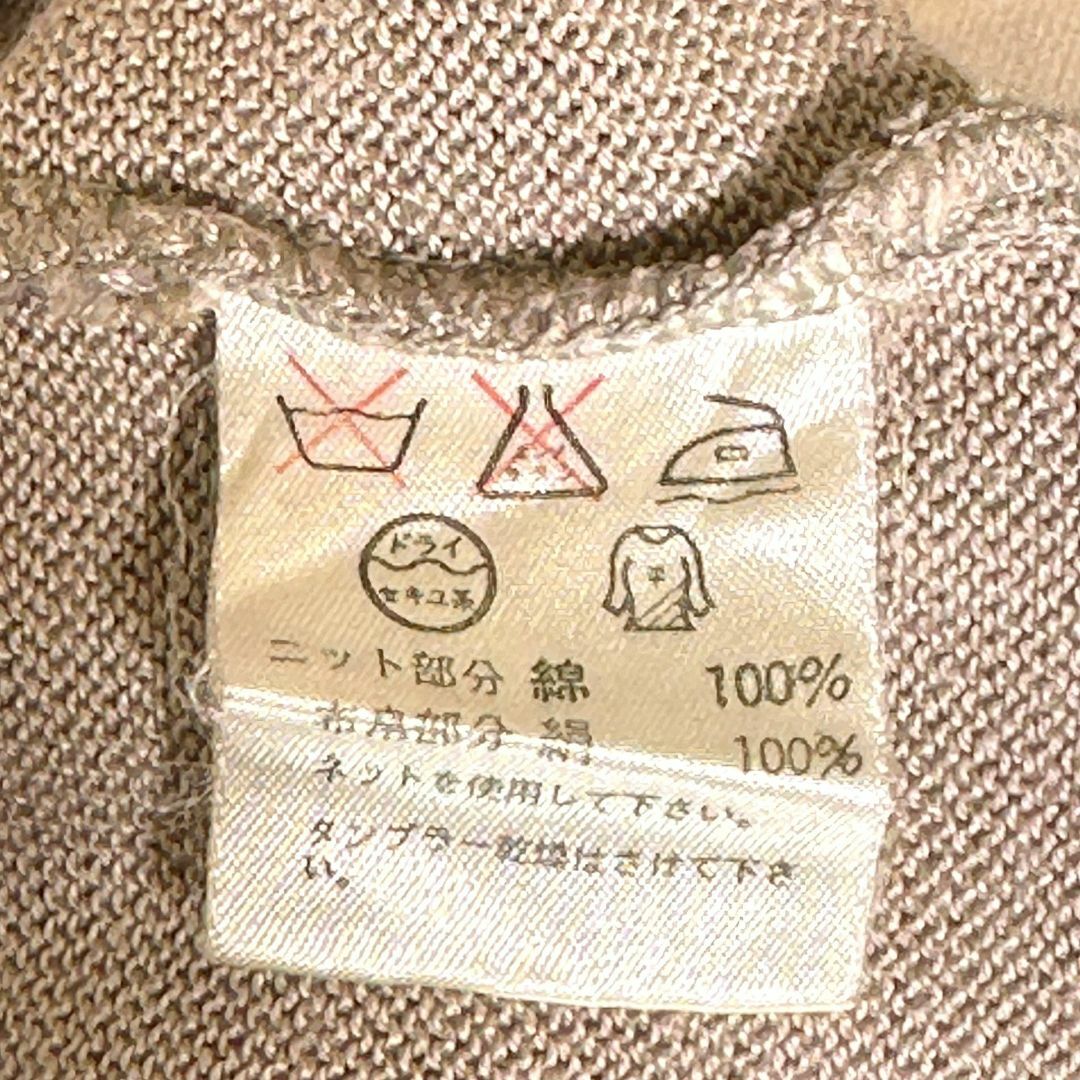 中
ドライ
セキユ系
平
ニット部分 綿 100%
布帛部分 絹 100%
ネットを使用して下さい。
タンブラー乾燥はさけて下さ
い。